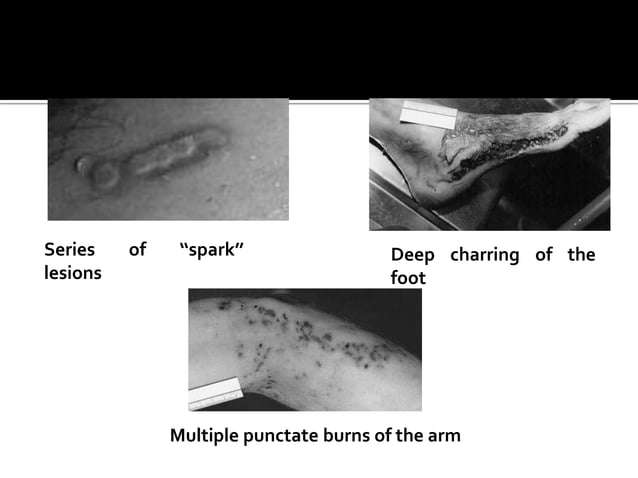 Series of “spark”
lesions
Deep charring of the
foot
Multiple punctate burns of the arm